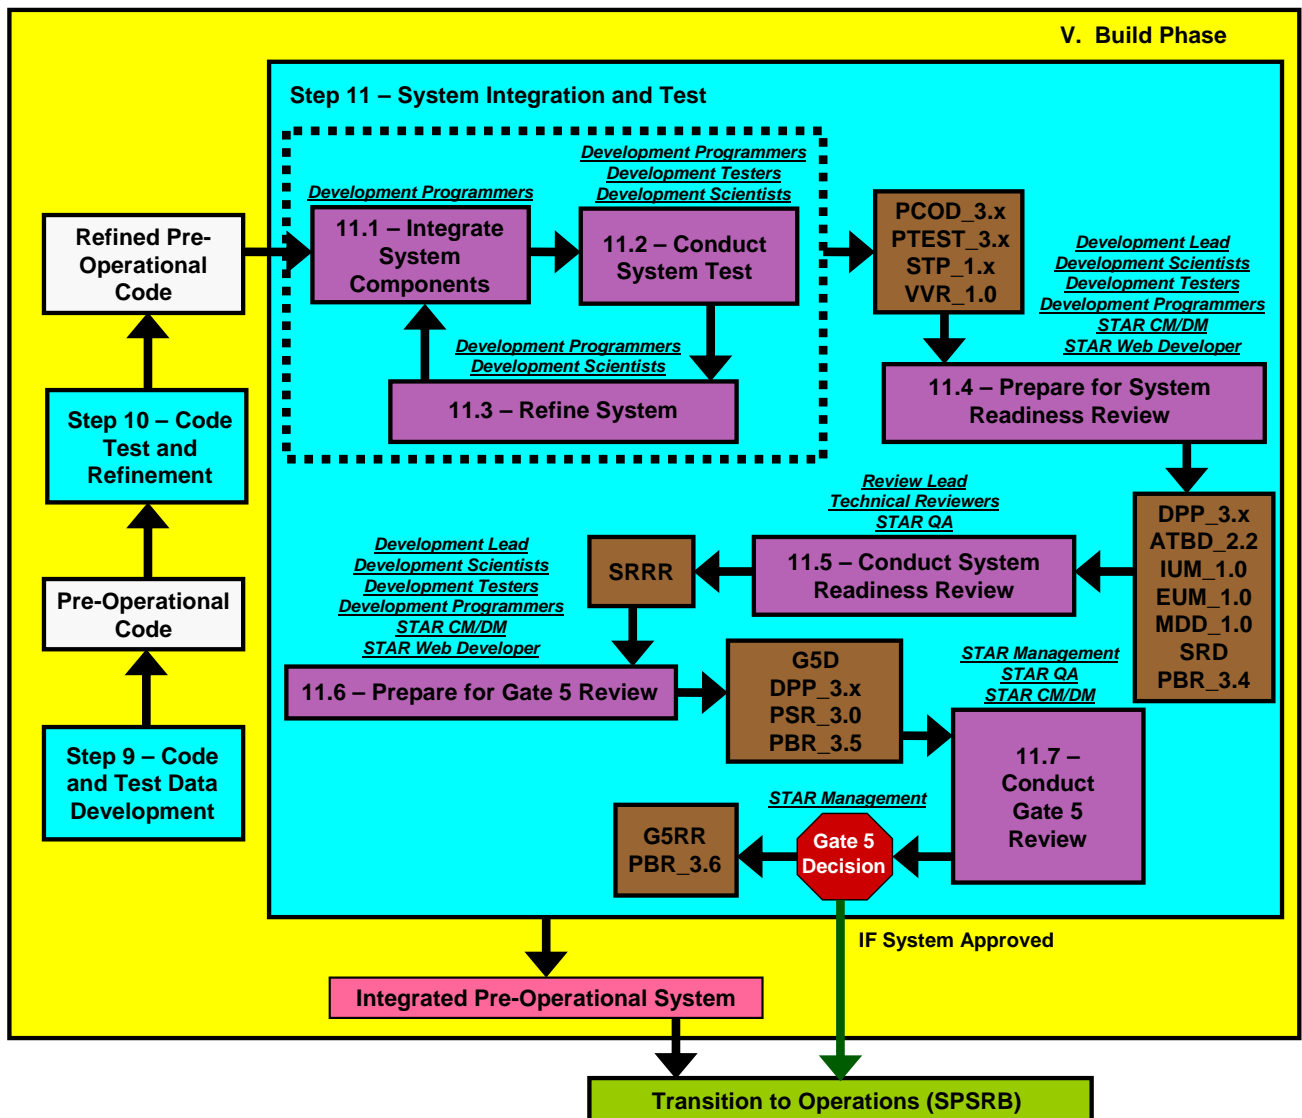 V. Build Phase
Step 11 – System Integration and Test
Development Programmers
Development Testers
Development Scientists
Development Programmers
11.1 – Integrate
System
Components
11.2 – Conduct
System Test
Development Programmers
Development Scientists
11.3 – Refine System
PCOD_3.x
PTEST_3.x
STP_1.x
VVR_1.0
Development Lead
Development Scientists
Development Testers
Development Programmers
STAR CM/DM
STAR Web Developer
11.4 – Prepare for System
Readiness Review
Refined Pre-
Operational
Code
Step 10 – Code
Test and
Refinement
Pre-Operational
Code
Step 9 – Code
and Test Data
Development
Review Lead
Technical Reviewers
STAR QA
11.5 – Conduct System
Readiness Review
DPP_3.x
ATBD_2.2
IUM_1.0
EUM_1.0
MDD_1.0
SRD
PBR_3.4
SRRR
Development Lead
Development Scientists
Development Testers
Development Programmers
STAR CM/DM
STAR Web Developer
11.6 – Prepare for Gate 5 Review
G5D
DPP_3.x
PSR_3.0
PBR_3.5
STAR Management
STAR QA
STAR CM/DM
11.7 –
Conduct
Gate 5
Review
STAR Management
Gate 5
Decision
G5RR
PBR_3.6
IF System Approved
Integrated Pre-Operational System
Transition to Operations (SPSRB)